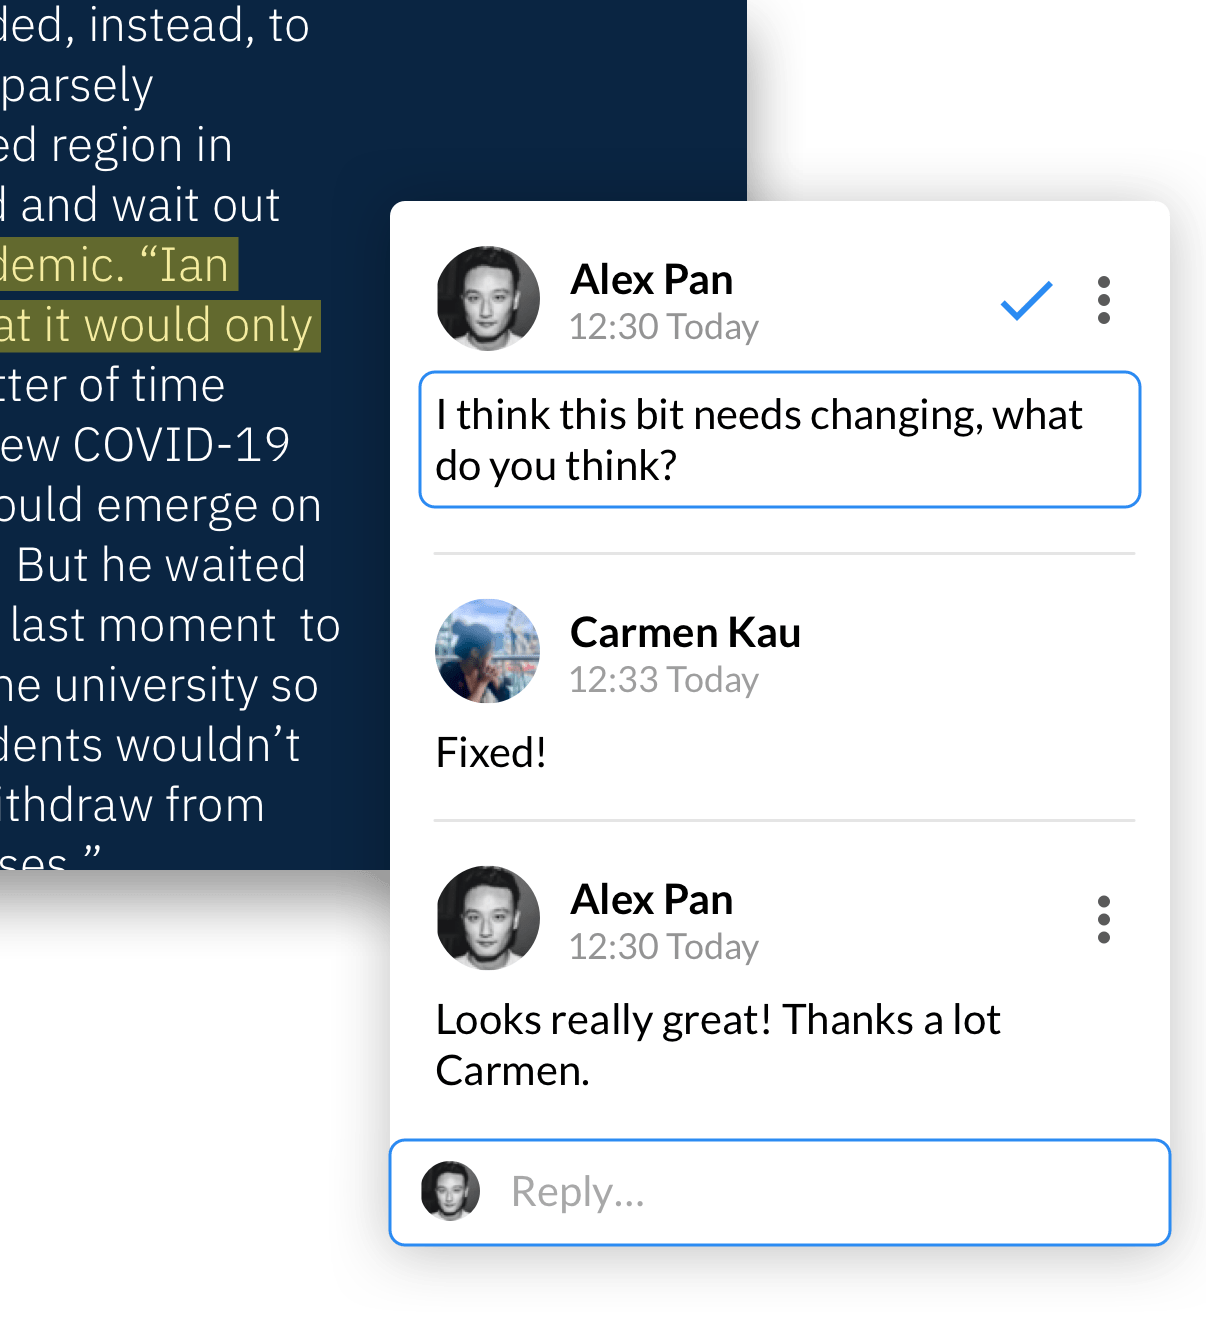 ded, instead, to
parsely
ed region in
d and wait out
demic. “Ian
at it would only
tter of time
ew COVID-19
ould emerge on
But he waited
last moment to
he university so
dents wouldn’t
ithdraw from
ses.”
Alex Pan
12:30 Today
I think this bit needs changing, what
do you think?
Carmen Kau
12:33 Today
Fixed!
Alex Pan
12:30 Today
Looks really great! Thanks a lot
Carmen.
Reply...